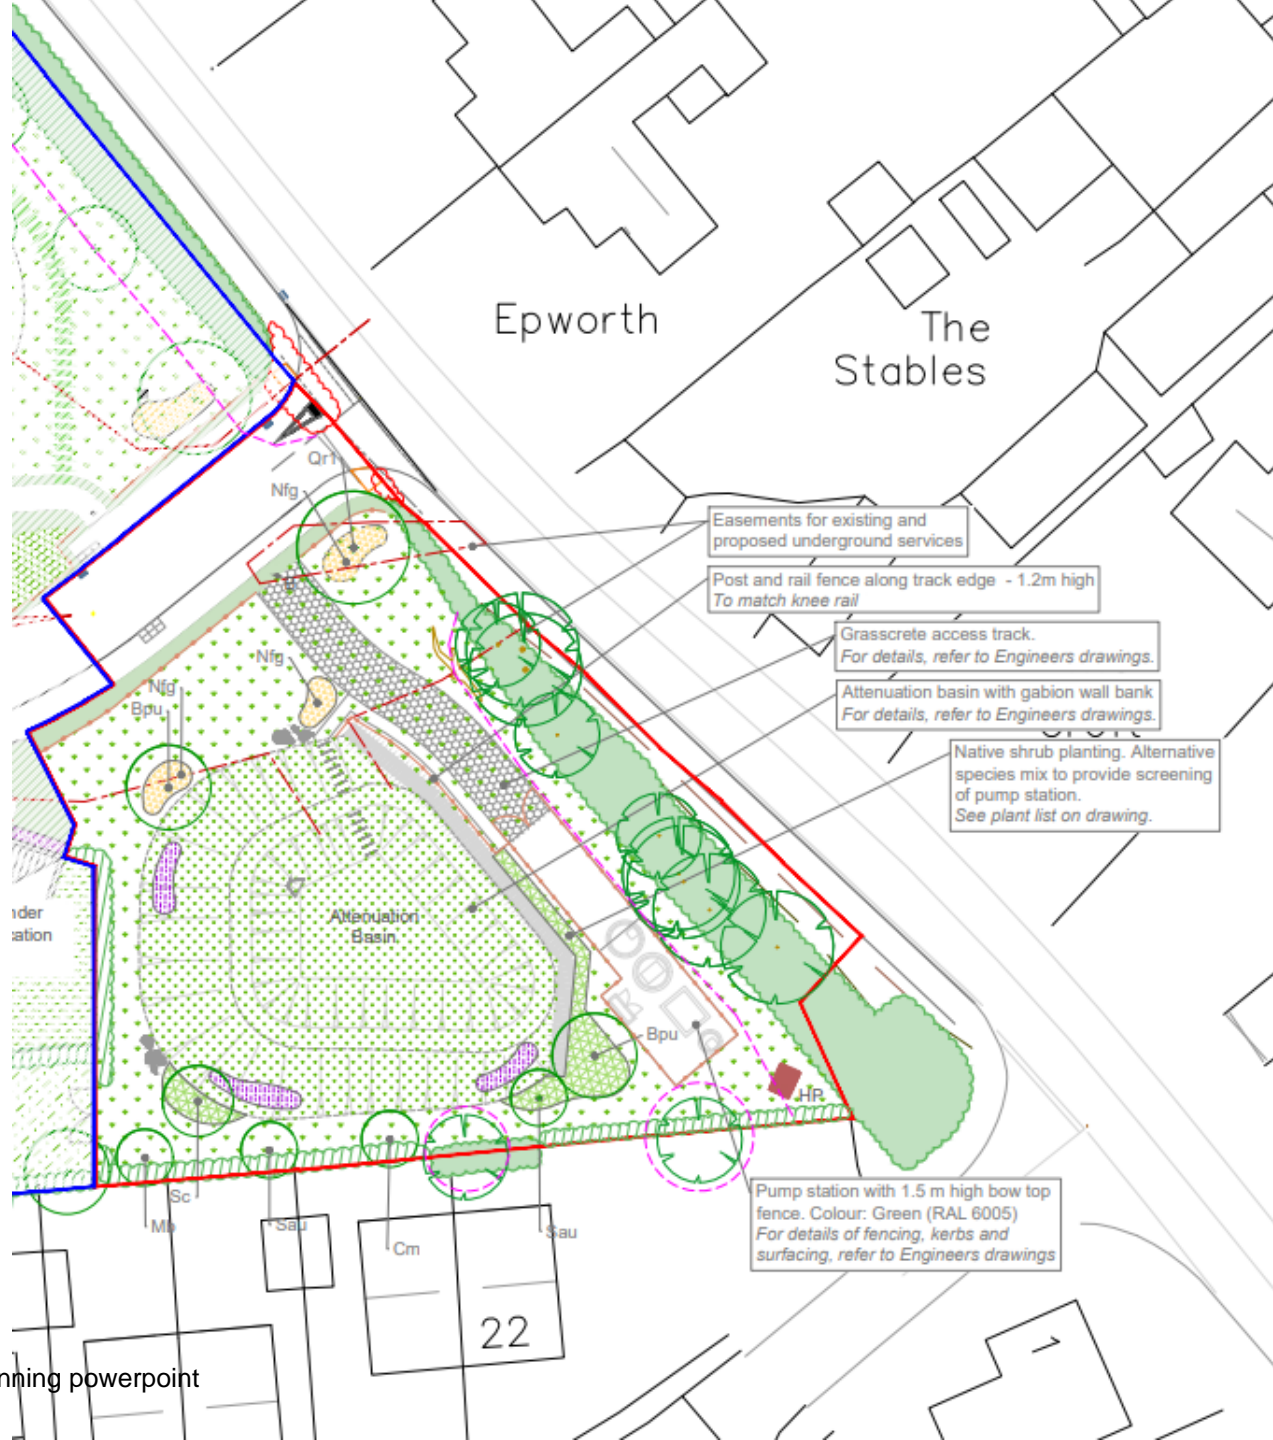 Epworth
The
Stables
Qr1
Nfg
Easements for existing and
proposed underground services
Post and rail fence along track edge - 1.2m high
To match knee rail
Grasscrete access track.
For details, refer to Engineers drawings.
Nfg
Nfg
Bpu
Attenuation basin with gabion wall bank
For details, refer to Engineers drawings.
Native shrub planting. Alternative
species mix to provide screening
of pump station.
See plant list on drawing.
Attenuation
Basin
Bpu
HP
Sc
Mb
Sau
Cm
Sau
Pump station with 1.5 m high bow top
fence. Colour: Green (RAL 6005)
For details of fencing, kerbs and
surfacing, refer to Engineers drawings
22
1
nning powerpoint